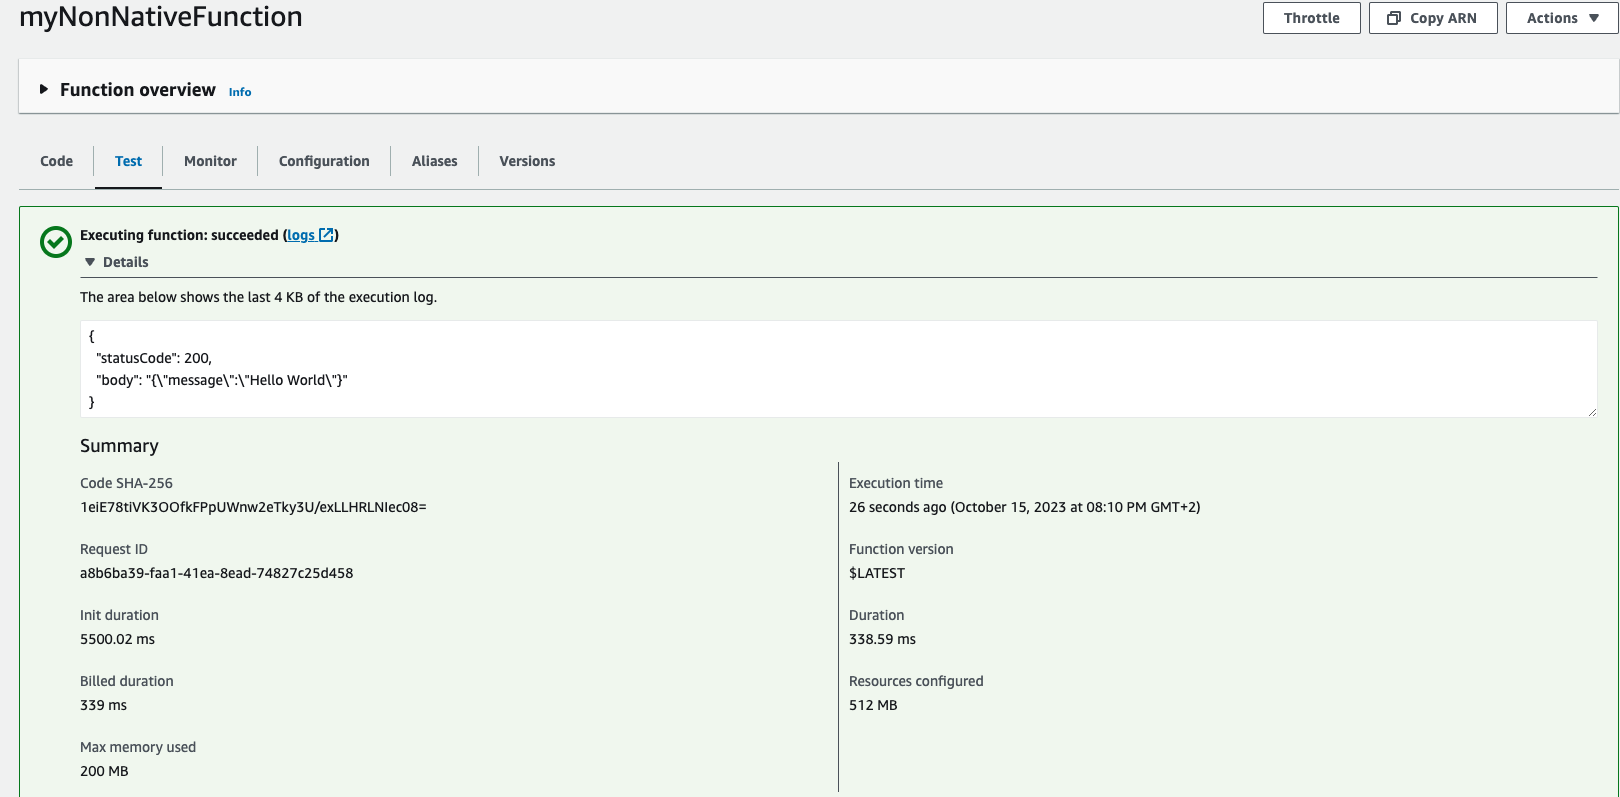 myNonNativeFunction
Throttle
Copy ARN
Actions
Function overview Info
Code
Test
Monitor
Configuration
Aliases
Versions
Executing function: succeeded (logs)
Details
The area below shows the last 4 KB of the execution log.
{
"statusCode": 200,
"body": "{\"message\":\"Hello World\"}"
}
Summary
Code SHA-256
1eiE78tiVK3OOfkFPpUWnw2eTky3U/exLLHRLNIec08=
Execution time
26 seconds ago (October 15, 2023 at 08:10 PM GMT+2)
Request ID
a8b6ba39-faa1-41ea-8ead-74827c25d458
Function version
$LATEST
Init duration
5500.02 ms
Duration
338.59 ms
Billed duration
339 ms
Resources configured
512 MB
Max memory used
200 MB